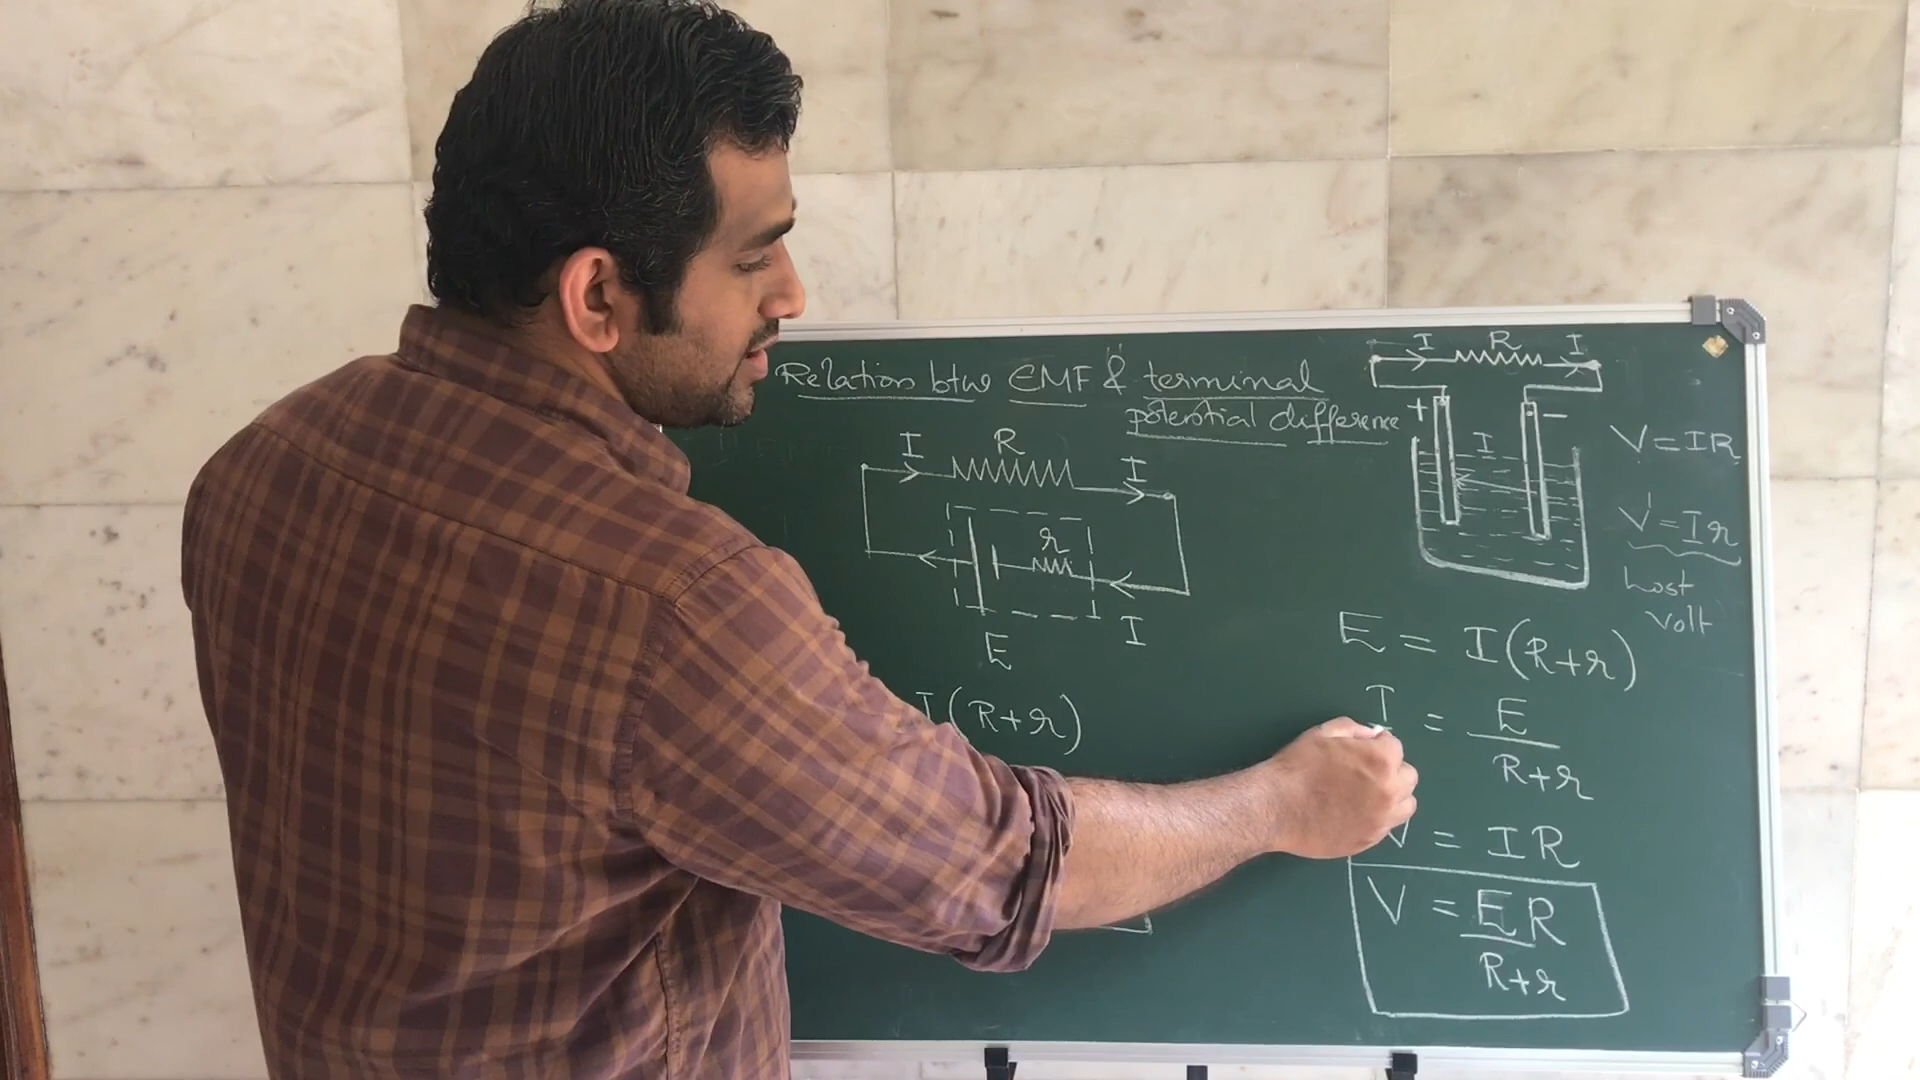 Relation btw EMF & terminal
potential difference
I R I
r
E I
I(R+r)
I R I
+ −
I
V = IR
V' = Ir
Lost
volt
E = I(R+r)
I = E
R+r
V = IR
V = ER
R+r